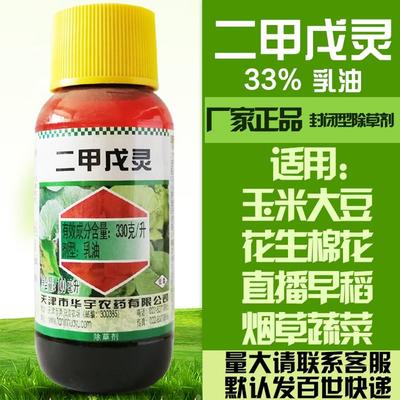 二甲戊灵
33% 乳油
厂家正品 封闭型除草剂
适用：
玉米大豆
花生棉花
直播旱稻
烟草蔬菜
量大请联系客服
默认发百世快递
二甲戊灵
有效成分含量：330克/升
剂型：乳油
天津市华宇农药有限公司
除草剂